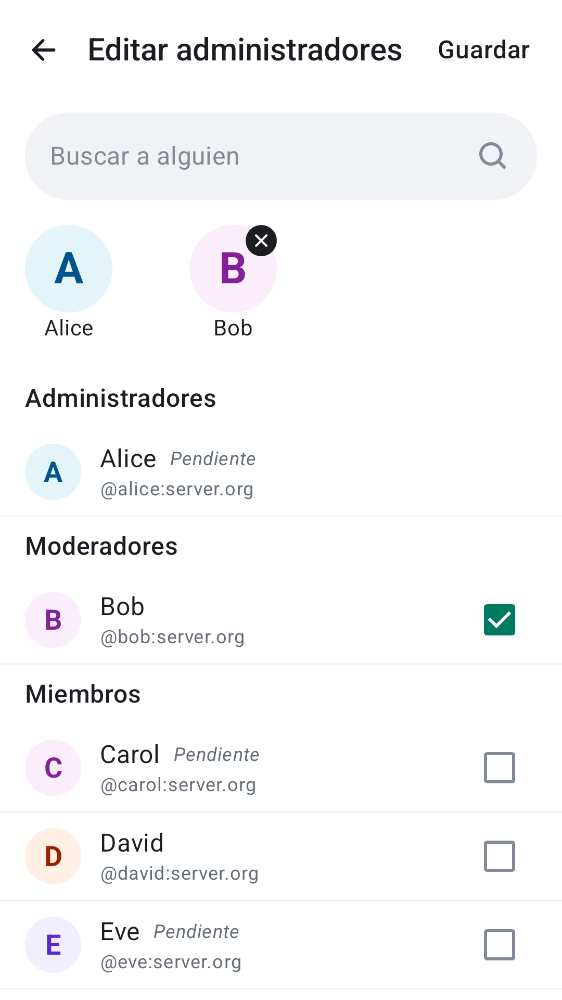 Editar administradores Guardar
Buscar a alguien
A B
Alice Bob
Administradores
A Alice Pendiente
@alice:server.org
Moderadores
B Bob
@bob:server.org
Miembros
C Carol Pendiente
@carol:server.org
D David
@david:server.org
E Eve Pendiente
@eve:server.org